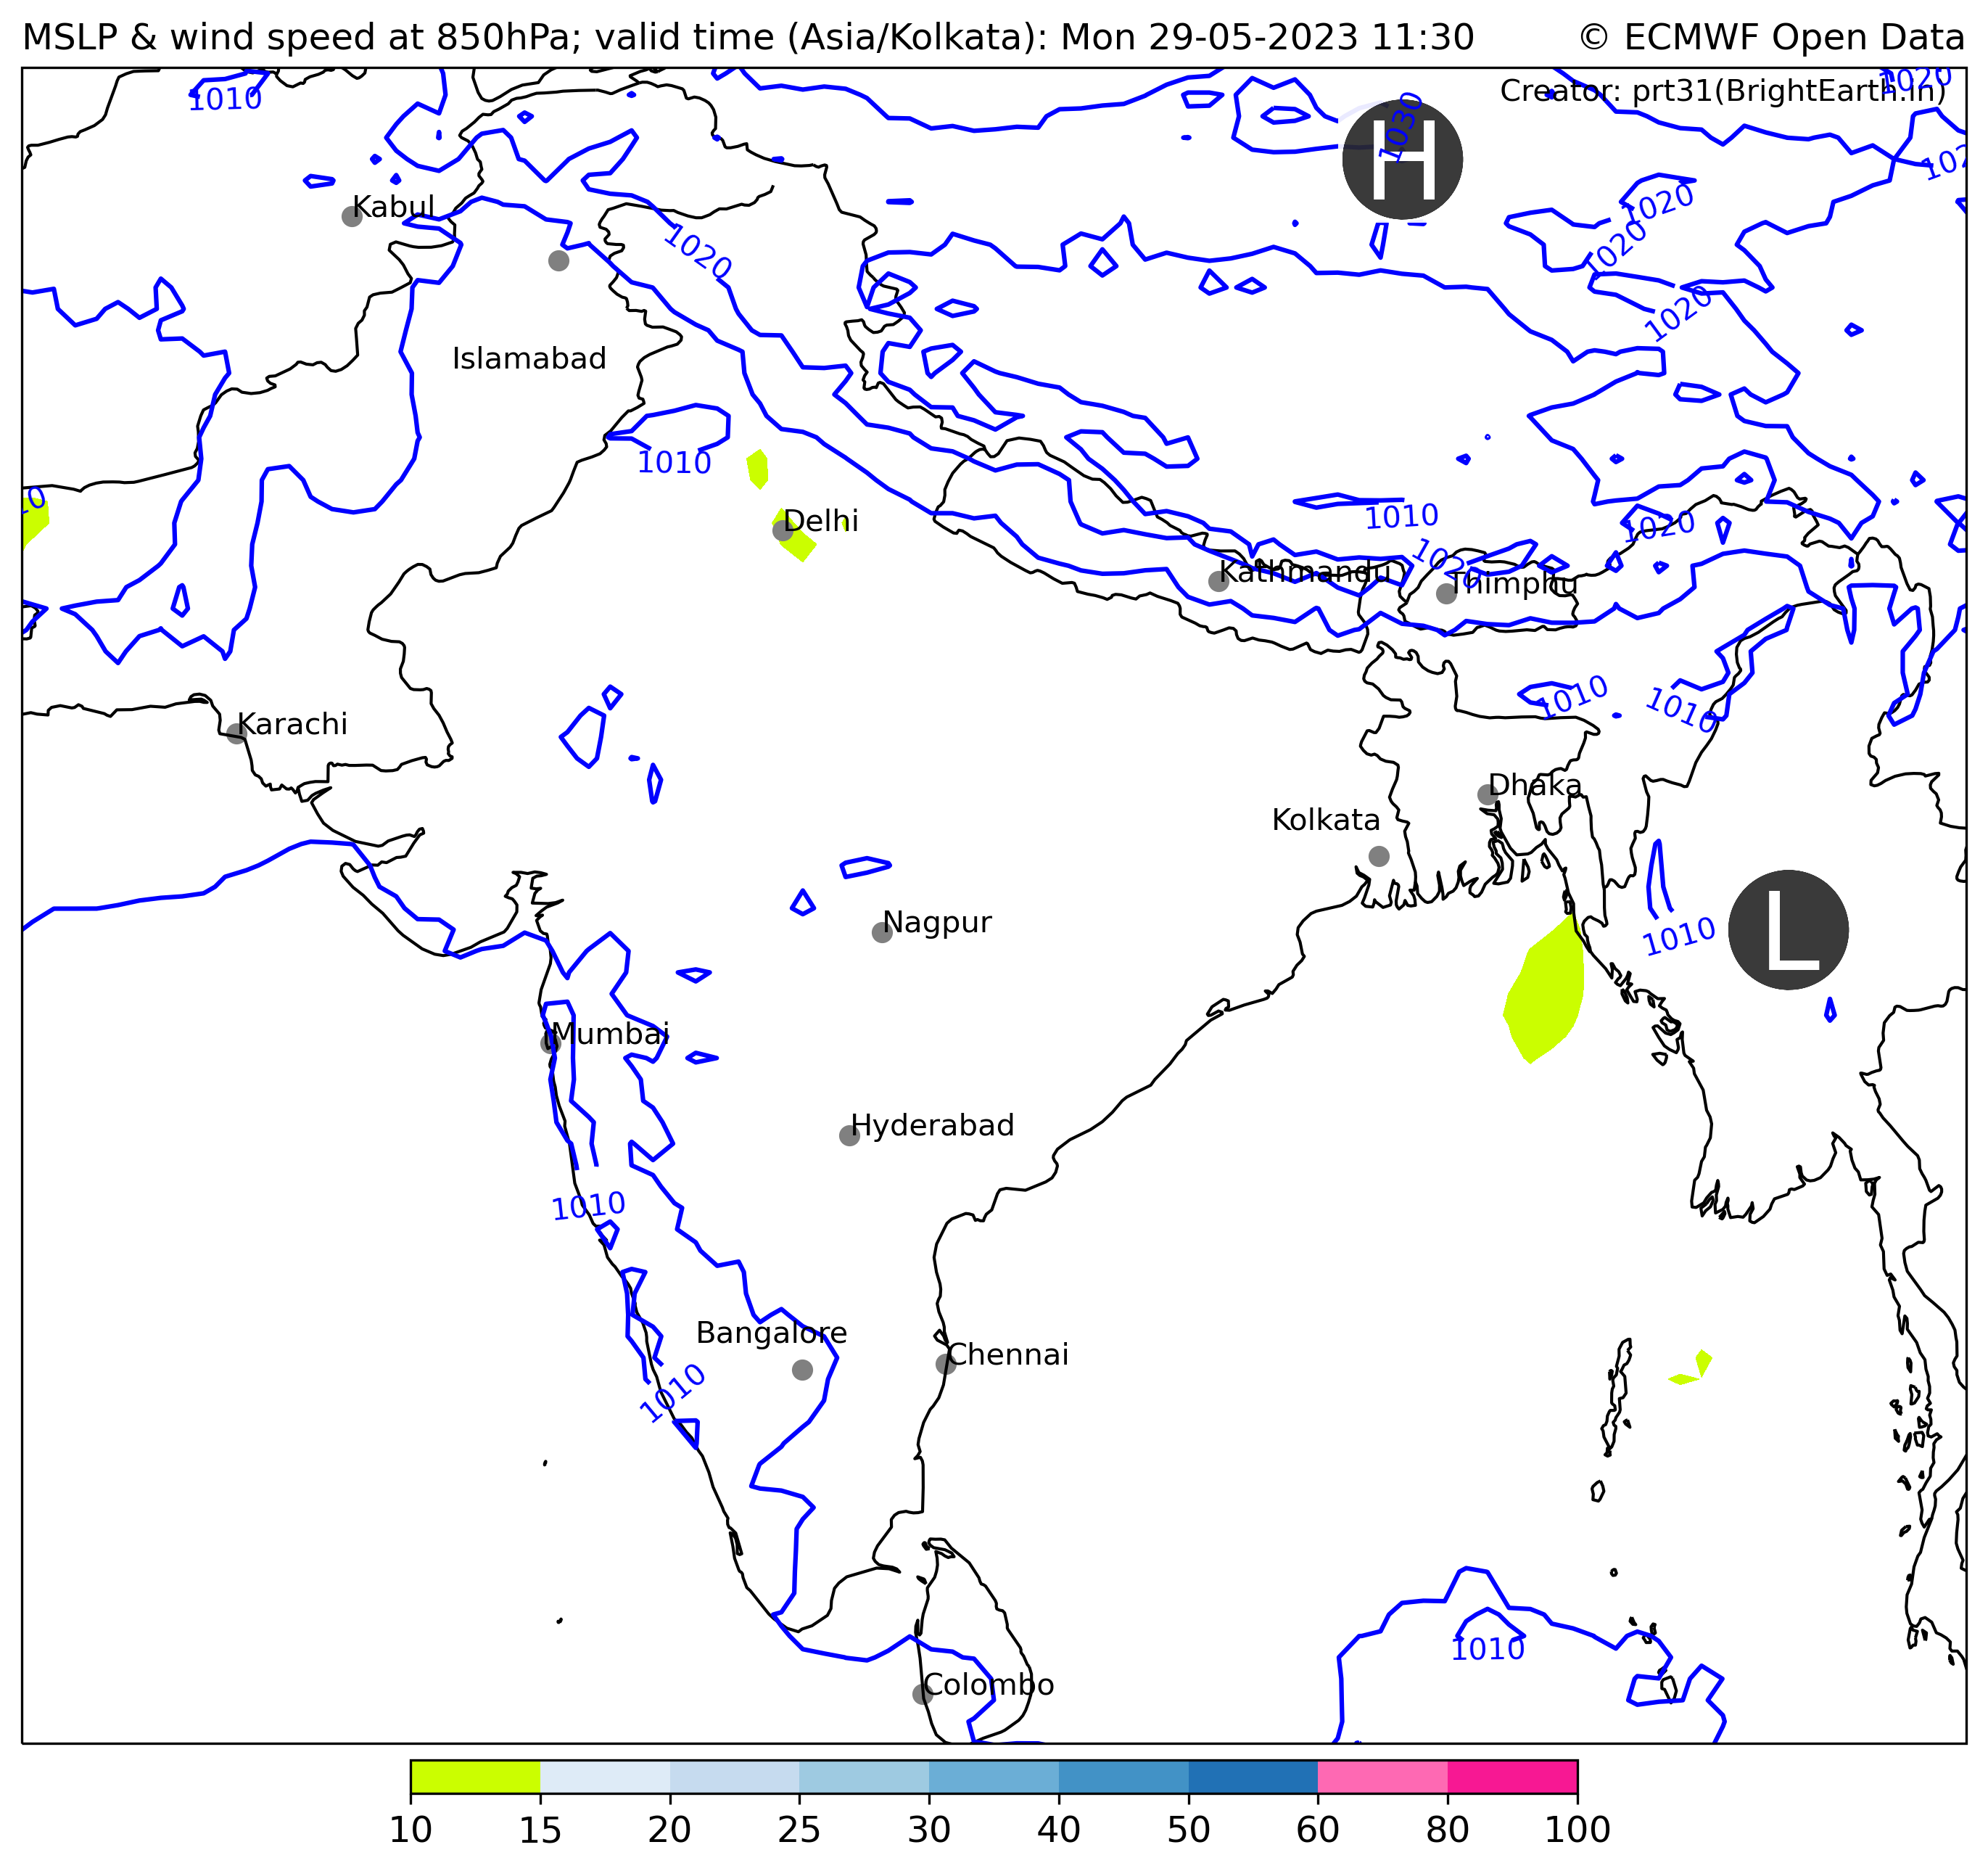 MSLP & wind speed at 850hPa; valid time (Asia/Kolkata): Mon 29-05-2023 11:30
© ECMWF Open Data
Creator: prt31(BrightEarth.in)
1020
1010
1030
H
1020
Kabul
1020
1020
1020
Islamabad
1020
1010
1010
Delhi
1020
Kathmandu
Thimphu
1010
1010
Karachi
Dhaka
Kolkata
Nagpur
1010
L
Mumbai
Hyderabad
1010
Bangalore
Chennai
1010
1010
Colombo
10 15 20 25 30 40 50 60 80 100